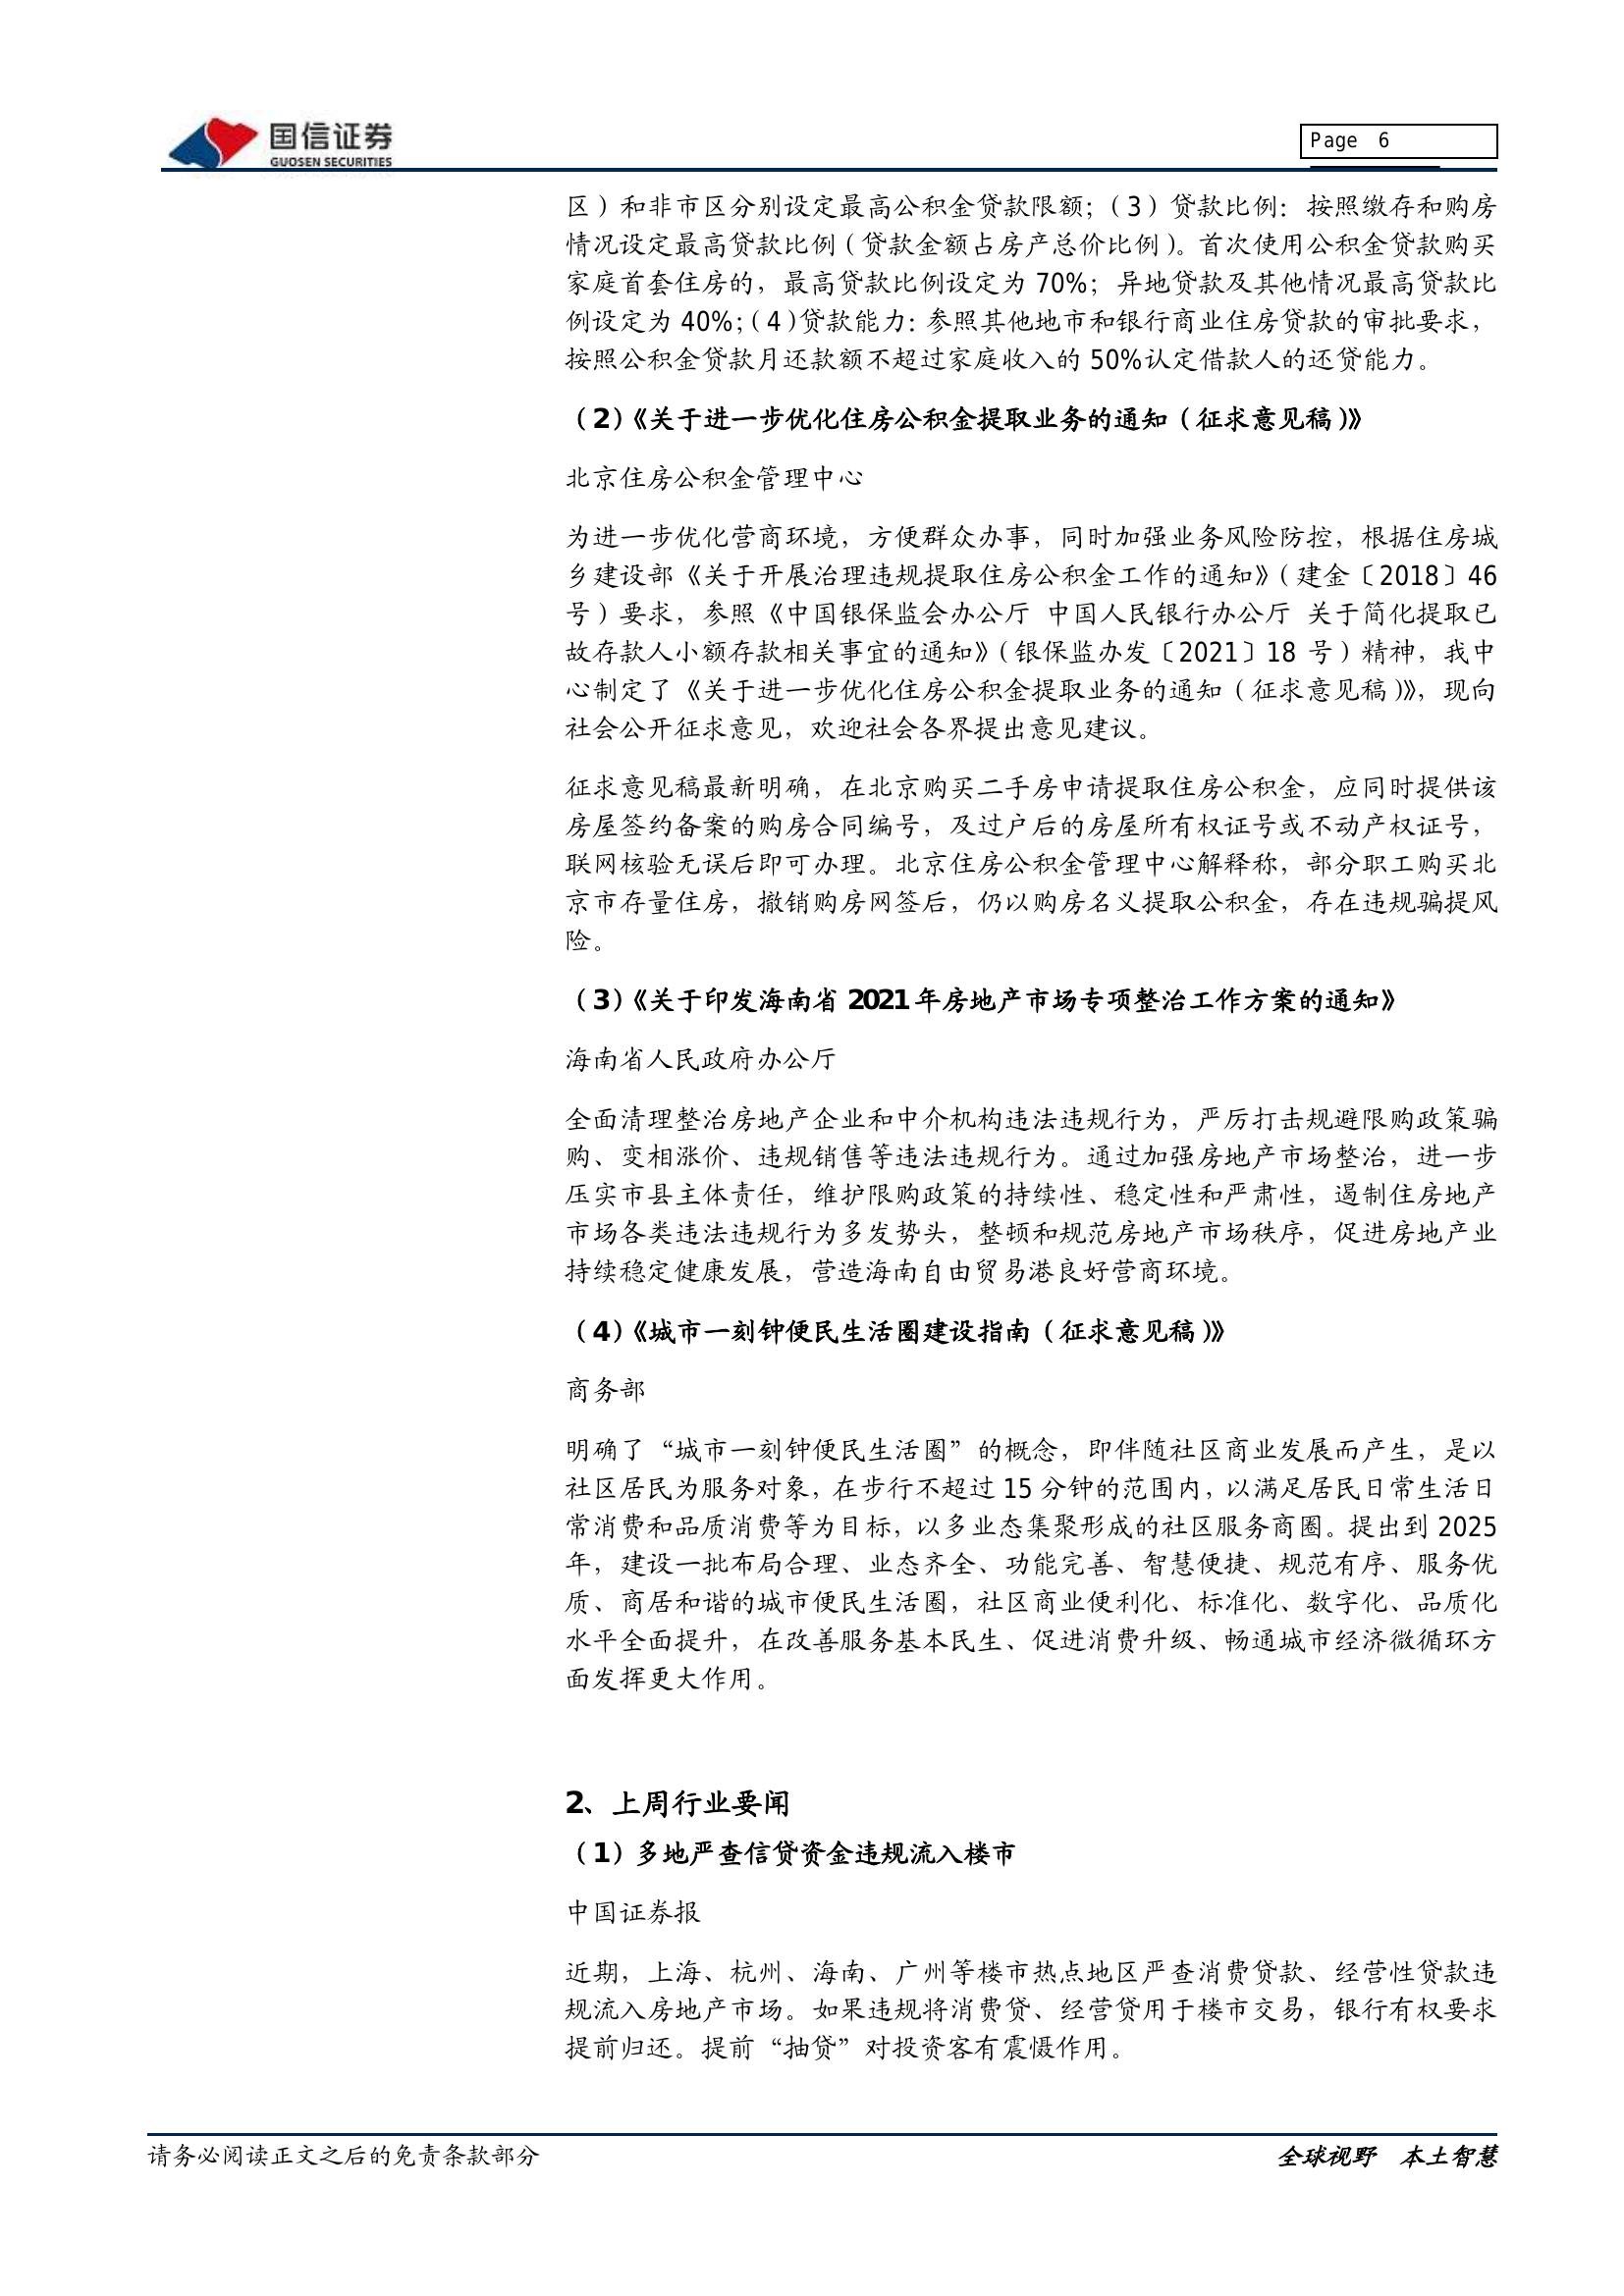 国信证券
GUOSEN SECURITIES
Page 6
区）和非市区分别设定最高公积金贷款限额；（3）贷款比例：按照缴存和购房
情况设定最高贷款比例（贷款金额占房产总价比例）。首次使用公积金贷款购买
家庭首套住房的，最高贷款比例设定为 70%；异地贷款及其他情况最高贷款比
例设定为 40%；（4）贷款能力：参照其他地市和银行商业住房贷款的审批要求，
按照公积金贷款月还款额不超过家庭收入的 50%认定借款人的还贷能力。
（2）《关于进一步优化住房公积金提取业务的通知（征求意见稿）》
北京住房公积金管理中心
为进一步优化营商环境，方便群众办事，同时加强业务风险防控，根据住房城
乡建设部《关于开展治理违规提取住房公积金工作的通知》（建金〔2018〕46
号）要求，参照《中国银保监会办公厅 中国人民银行办公厅 关于简化提取已
故存款人小额存款相关事宜的通知》（银保监办发〔2021〕18 号）精神，我中
心制定了《关于进一步优化住房公积金提取业务的通知（征求意见稿）》，现向
社会公开征求意见，欢迎社会各界提出意见建议。
征求意见稿最新明确，在北京购买二手房申请提取住房公积金，应同时提供该
房屋签约备案的购房合同编号，及过户后的房屋所有权证号或不动产权证号，
联网核验无误后即可办理。北京住房公积金管理中心解释称，部分职工购买北
京市存量住房，撤销购房网签后，仍以购房名义提取公积金，存在违规骗提风
险。
（3）《关于印发海南省 2021 年房地产市场专项整治工作方案的通知》
海南省人民政府办公厅
全面清理整治房地产企业和中介机构违法违规行为，严厉打击规避限购政策骗
购、变相涨价、违规销售等违法违规行为。通过加强房地产市场整治，进一步
压实市县主体责任，维护限购政策的持续性、稳定性和严肃性，遏制住房地产
市场各类违法违规行为多发势头，整顿和规范房地产市场秩序，促进房地产业
持续稳定健康发展，营造海南自由贸易港良好营商环境。
（4）《城市一刻钟便民生活圈建设指南（征求意见稿）》
商务部
明确了“城市一刻钟便民生活圈”的概念，即伴随社区商业发展而产生，是以
社区居民为服务对象，在步行不超过 15 分钟的范围内，以满足居民日常生活日
常消费和品质消费等为目标，以多业态集聚形成的社区服务商圈。提出到 2025
年，建设一批布局合理、业态齐全、功能完善、智慧便捷、规范有序、服务优
质、商居和谐的城市便民生活圈，社区商业便利化、标准化、数字化、品质化
水平全面提升，在改善服务基本民生、促进消费升级、畅通城市经济微循环方
面发挥更大作用。
2、上周行业要闻
（1）多地严查信贷资金违规流入楼市
中国证券报
近期，上海、杭州、海南、广州等楼市热点地区严查消费贷款、经营性贷款违
规流入房地产市场。如果违规将消费贷、经营贷用于楼市交易，银行有权要求
提前归还。提前“抽贷”对投资客有震慑作用。
请务必阅读正文之后的免责条款部分
全球视野 本土智慧